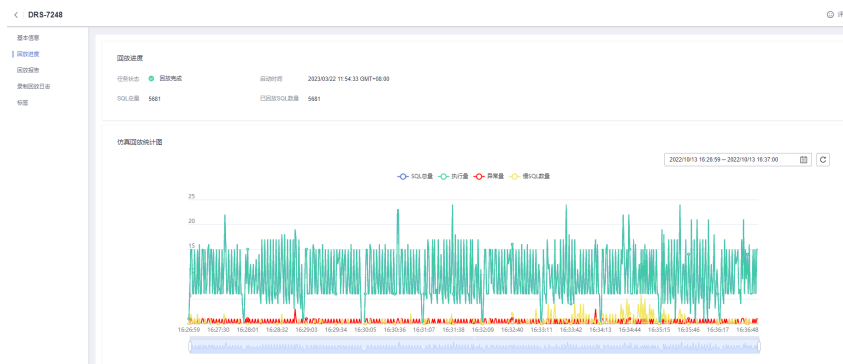 DRS-7248
评
基本信息
回放进度
回放报告
录制回放日志
标签
回放进度
任务状态 回放完成 启动时间 2023/03/22 11:54:33 GMT+08:00
SQL总量 5681 已回放SQL数量 5681
仿真回放统计图
2022/10/13 16:26:59 – 2022/10/13 16:37:00
SQL总量 执行量 异常量 慢SQL数量
25
20
15
16:26:59 16:27:30 16:28:01 16:28:32 16:29:03 16:29:34 16:30:05 16:30:36 16:31:07 16:31:38 16:32:09 16:32:40 16:33:11 16:33:42 16:34:13 16:34:44 16:35:15 16:35:46 16:36:17 16:36:48